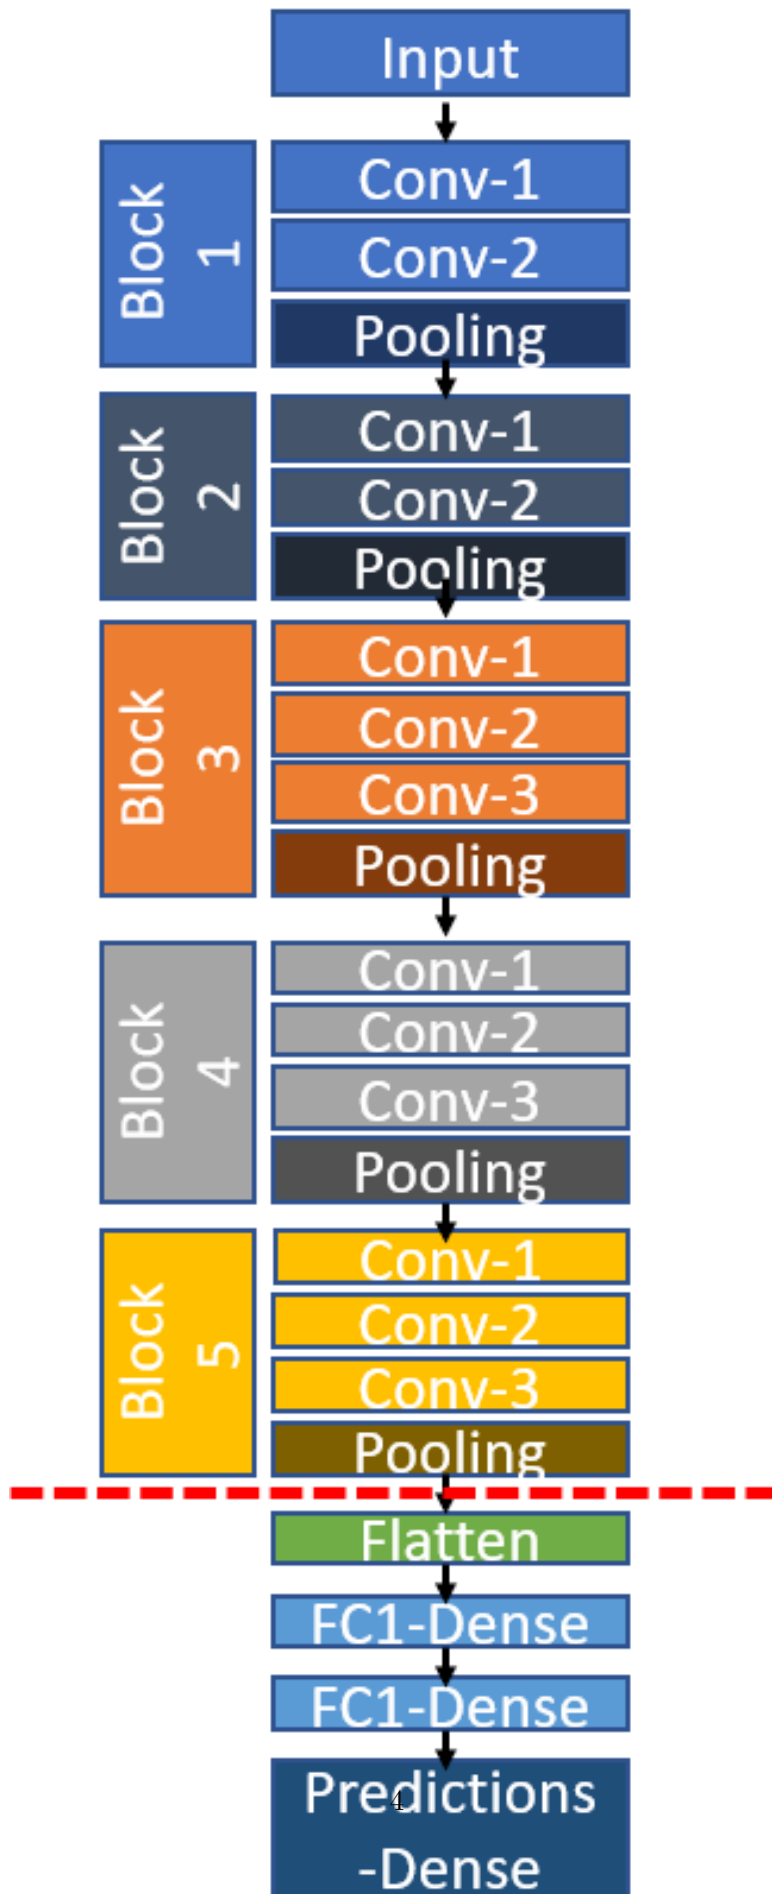 Input
Block 1
Conv-1
Conv-2
Pooling
Block 2
Conv-1
Conv-2
Pooling
Block 3
Conv-1
Conv-2
Conv-3
Pooling
Block 4
Conv-1
Conv-2
Conv-3
Pooling
Block 5
Conv-1
Conv-2
Conv-3
Pooling
Flatten
FC1-Dense
FC1-Dense
Predictions
4
-Dense